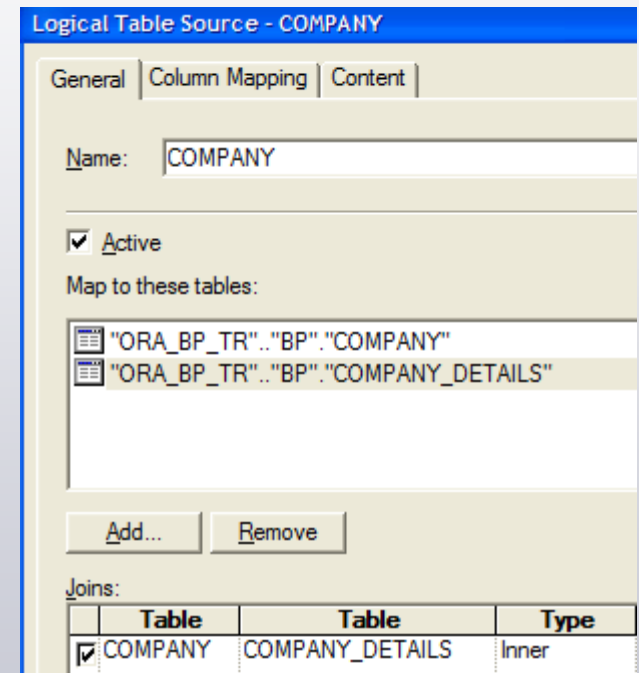 Logical Table Source - COMPANY
General Column Mapping Content
Name: COMPANY
Active
Map to these tables:
"ORA_BP_TR".."BP"."COMPANY"
"ORA_BP_TR".."BP"."COMPANY_DETAILS"
Add... Remove
Joins:
Table Table Type
COMPANY COMPANY_DETAILS Inner